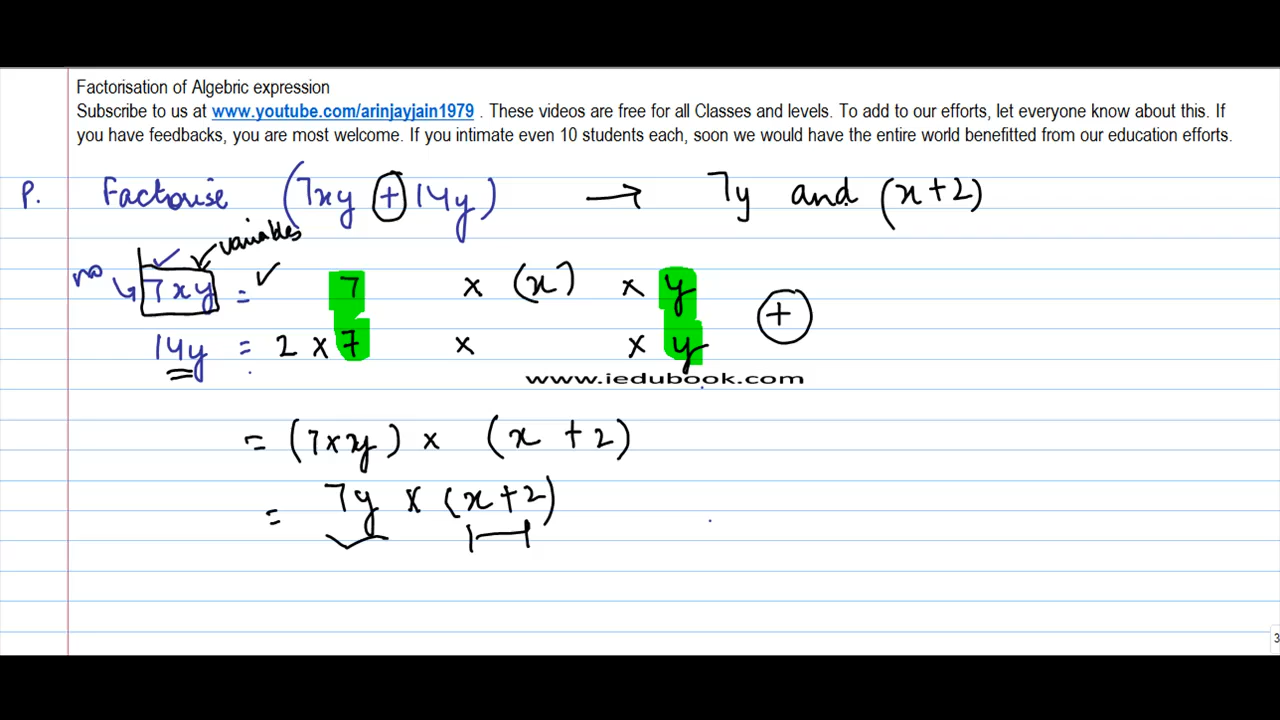 Factorisation of Algebric expression
Subscribe to us at www.youtube.com/arinjayjain1979 . These videos are free for all Classes and levels. To add to our efforts, let everyone know about this. If
you have feedbacks, you are most welcome. If you intimate even 10 students each, soon we would have the entire world benefitted from our education efforts.
P. Factorise (7xy + 14y) → 7y and (x+2)
variables
no ↳ 7xy = ✓ 7 × (x) × y
+
14y = 2 × 7 × × y
www.iedubook.com
= (7×y) × (x + 2)
= 7y × (x+2)
3